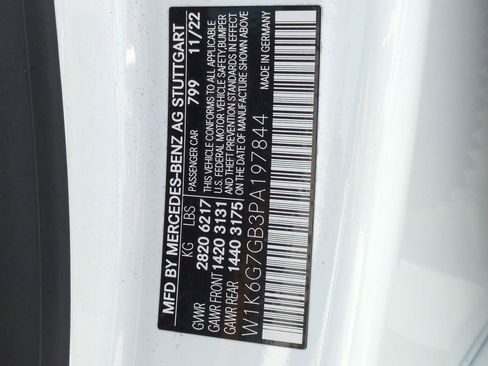 MFD BY MERCEDES-BENZ AG STUTTGART
KG LBS PASSENGER CAR 799 11/22
GVWR 2820 6217
GAWR FRONT 1420 3131
GAWR REAR 1440 3175
THIS VEHICLE CONFORMS TO ALL APPLICABLE
U.S. FEDERAL MOTOR VEHICLE SAFETY, BUMPER
AND THEFT PREVENTION STANDARDS IN EFFECT
ON THE DATE OF MANUFACTURE SHOWN ABOVE.
W1K6G7GB3PA197844 MADE IN GERMANY